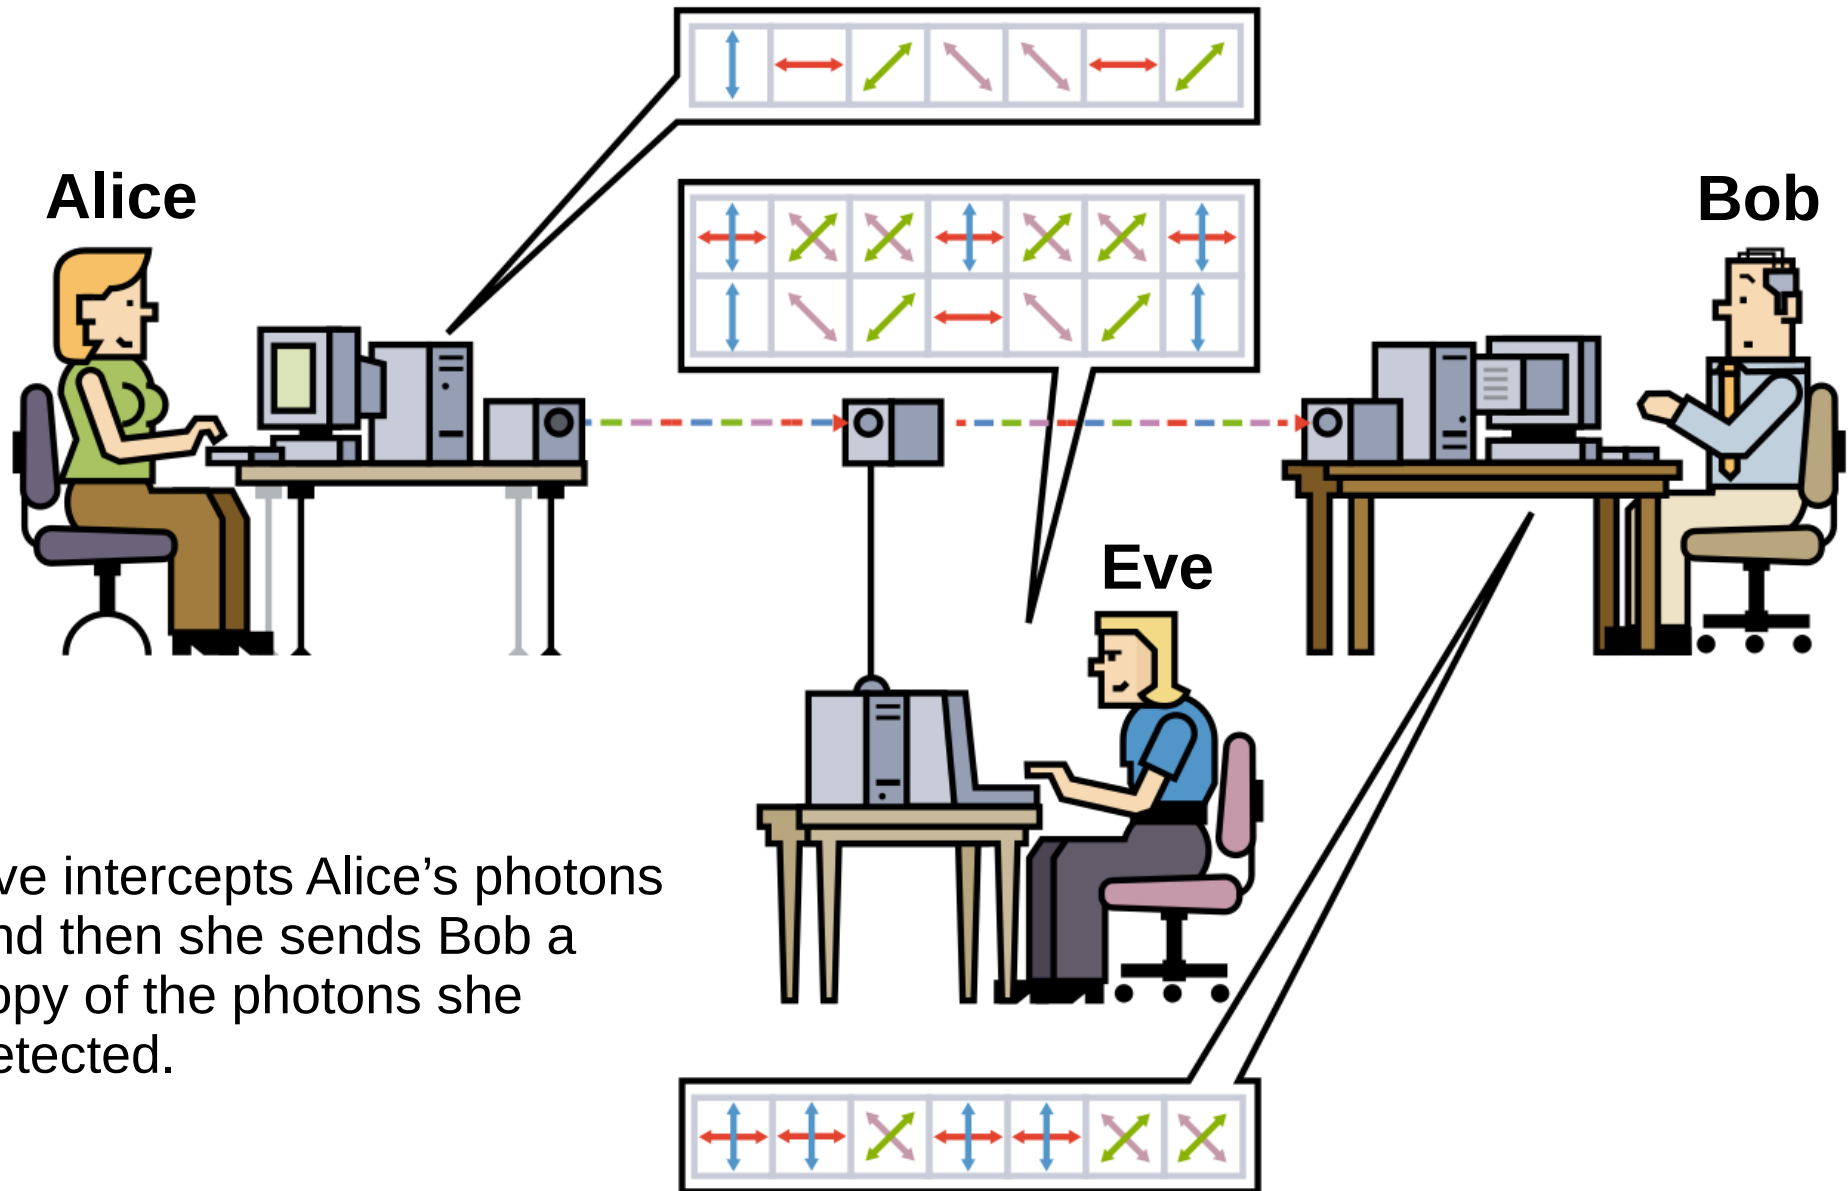 Alice
Bob
Eve
ve intercepts Alice’s photons
nd then she sends Bob a
opy of the photons she
etected.